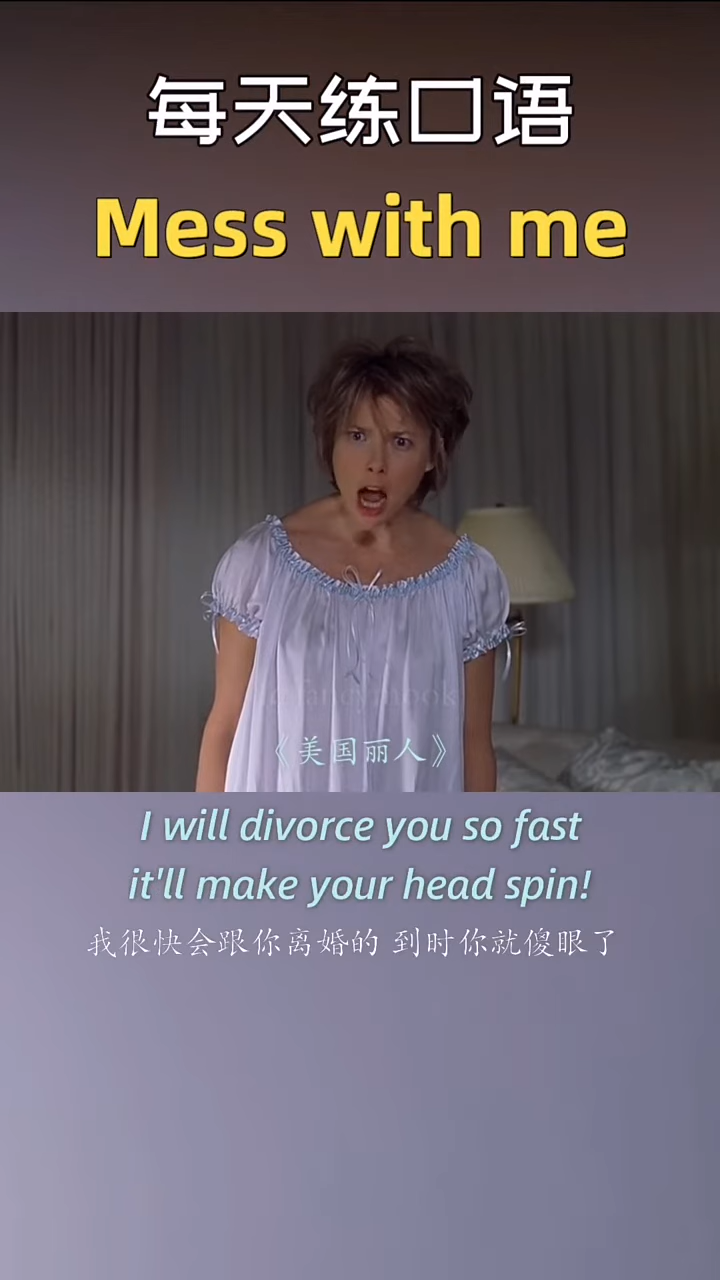 每天练口语
Mess with me
《美国丽人》
I will divorce you so fast
it'll make your head spin!
我很快会跟你离婚的 到时你就傻眼了